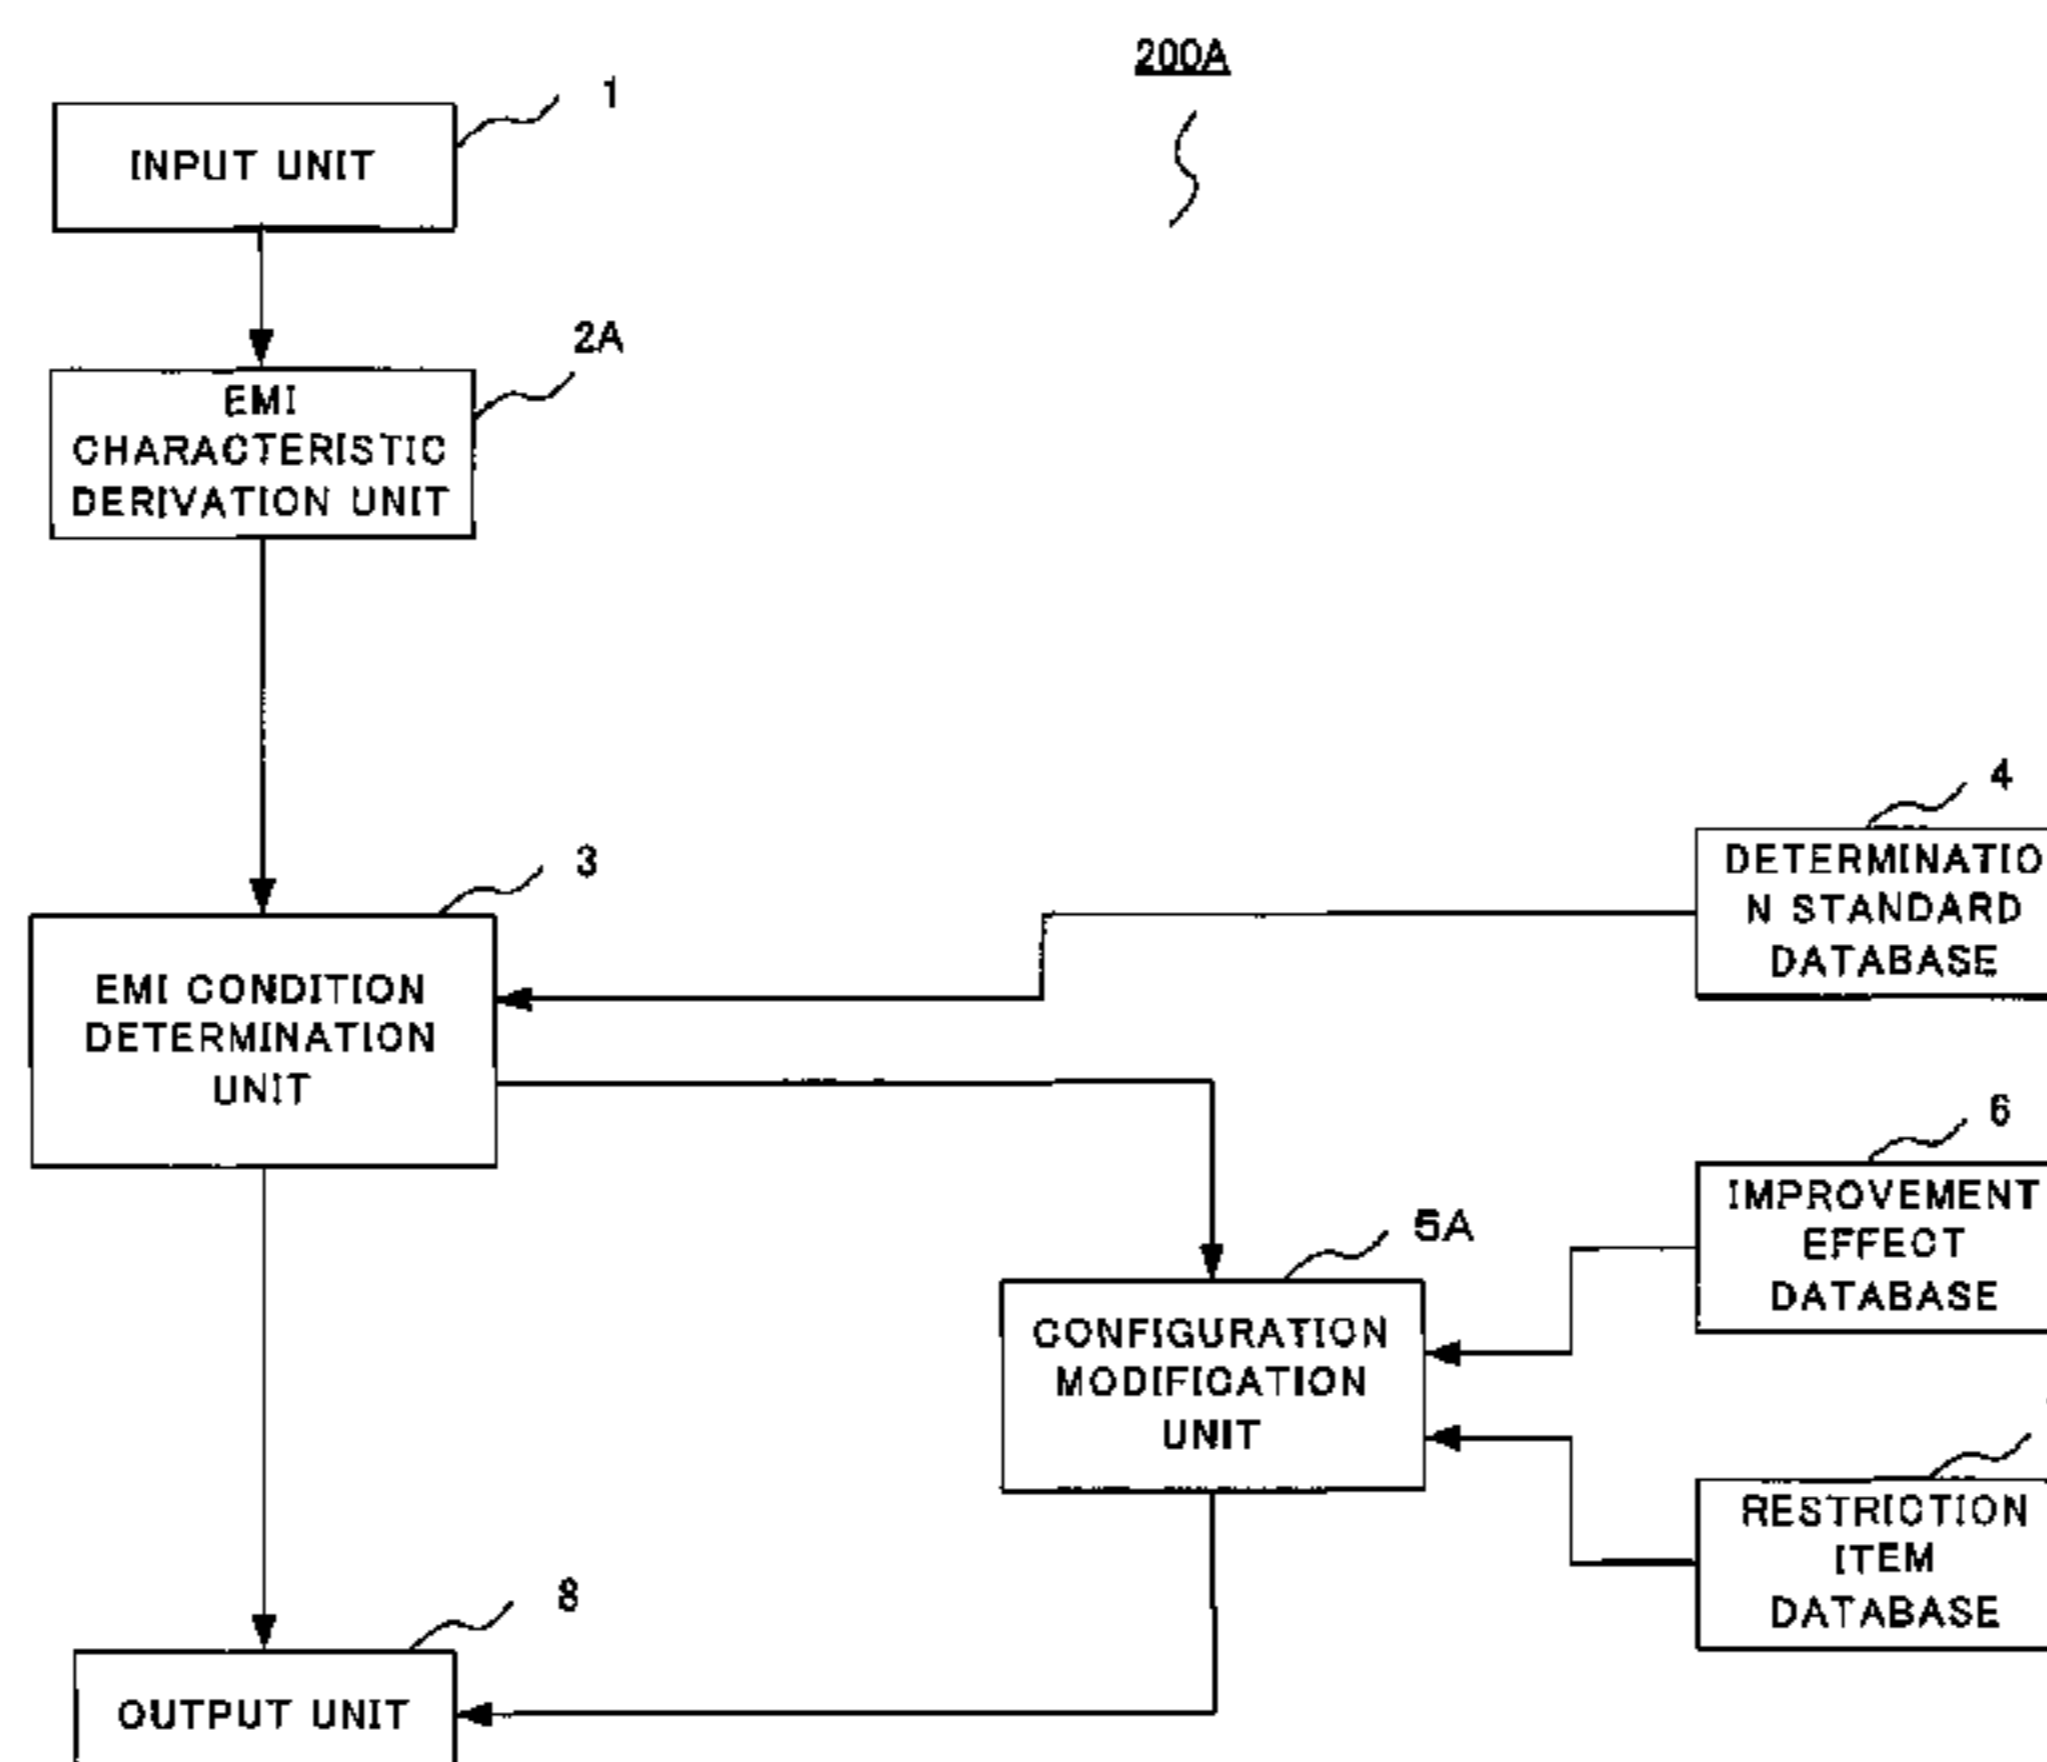 200A
1
INPUT UNIT
2A
EMI
CHARACTERISTIC
DERIVATION UNIT
4
DETERMINATIO
N STANDARD
DATABASE
3
EMI CONDITION
DETERMINATION
UNIT
6
IMPROVEMENT
EFFECT
DATABASE
5A
CONFIGURATION
MODIFICATION
UNIT
RESTRICTION
ITEM
DATABASE
8
OUTPUT UNIT